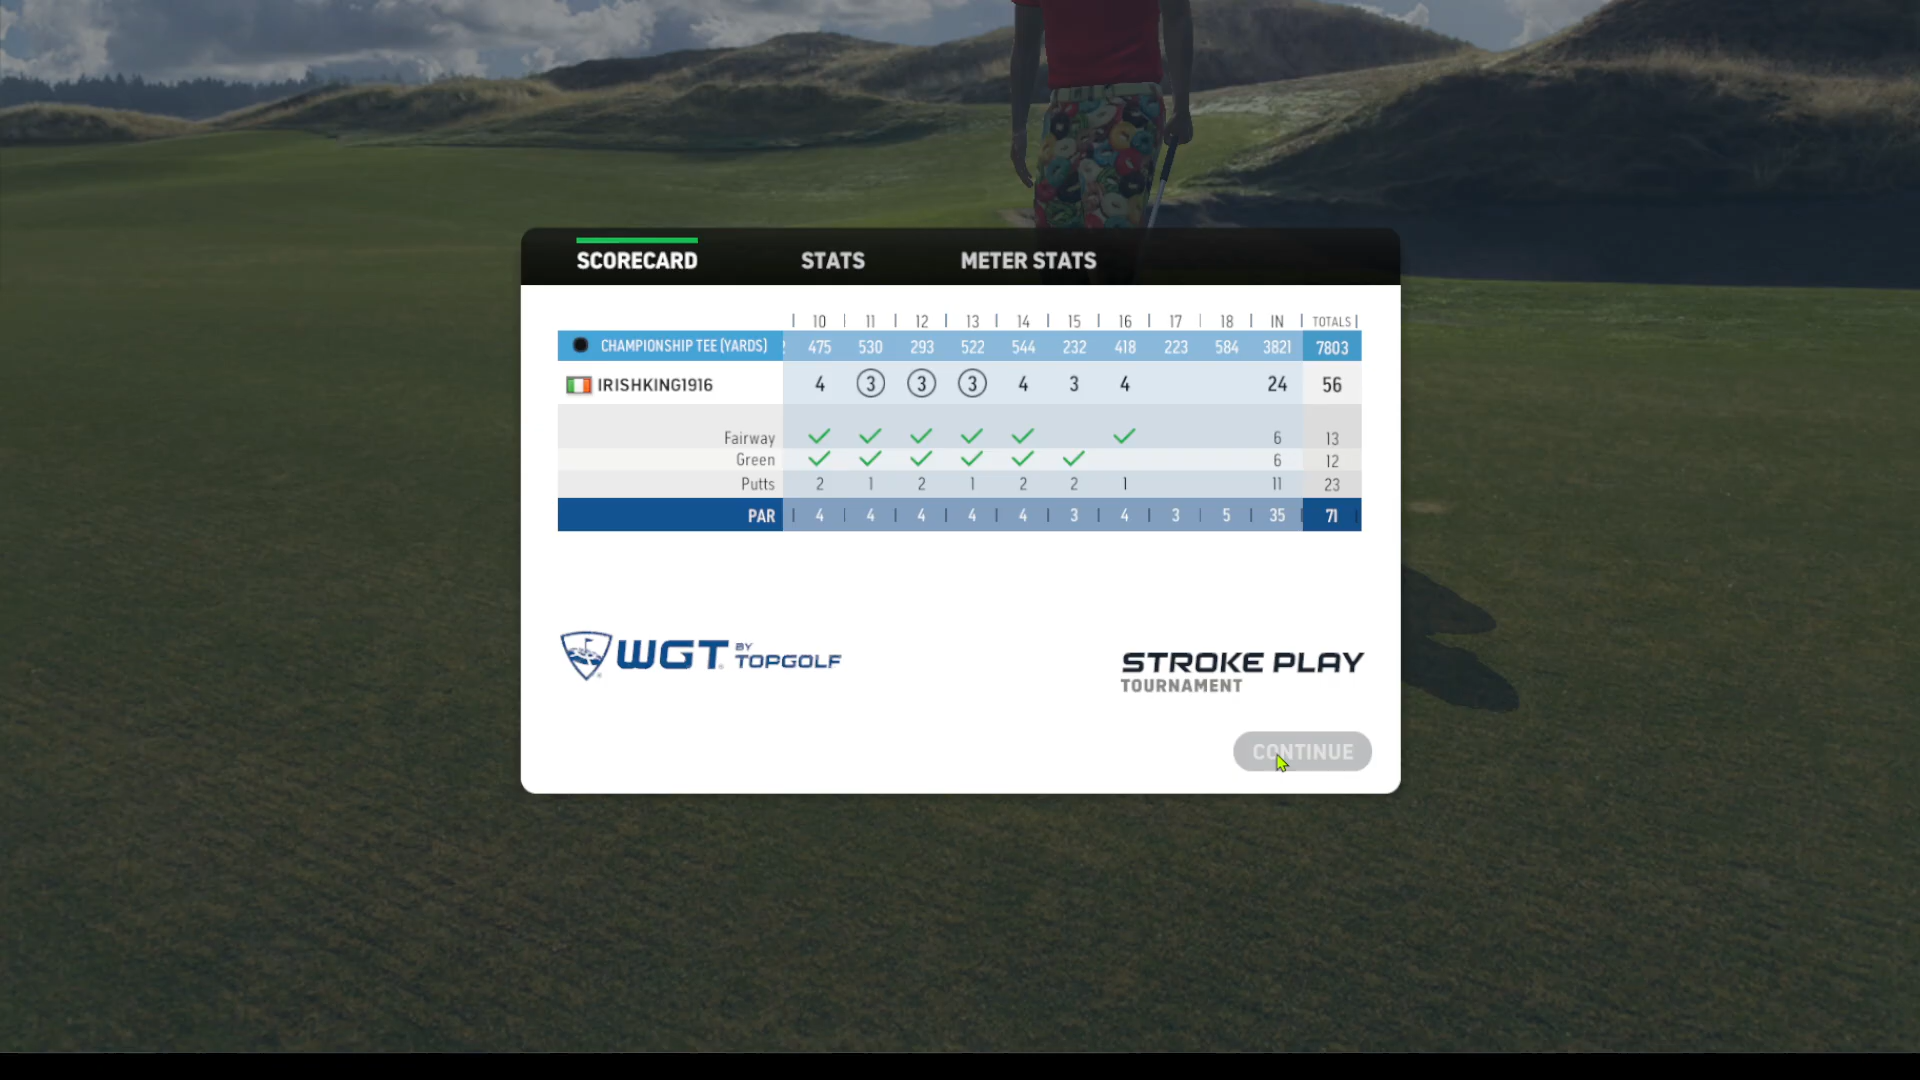 SCORECARD STATS METER STATS
10 11 12 13 14 15 16 17 18 IN TOTALS
CHAMPIONSHIP TEE (YARDS) 475 530 293 522 544 232 418 223 584 3821 7803
IRISHKING1916 4 3 3 3 4 3 4 24 56
Fairway 6 13
Green 6 12
Putts 2 1 2 1 2 2 1 11 23
PAR 4 4 4 4 4 3 4 3 5 35 71
WGT BY TOPGOLF
STROKE PLAY
TOURNAMENT
CONTINUE